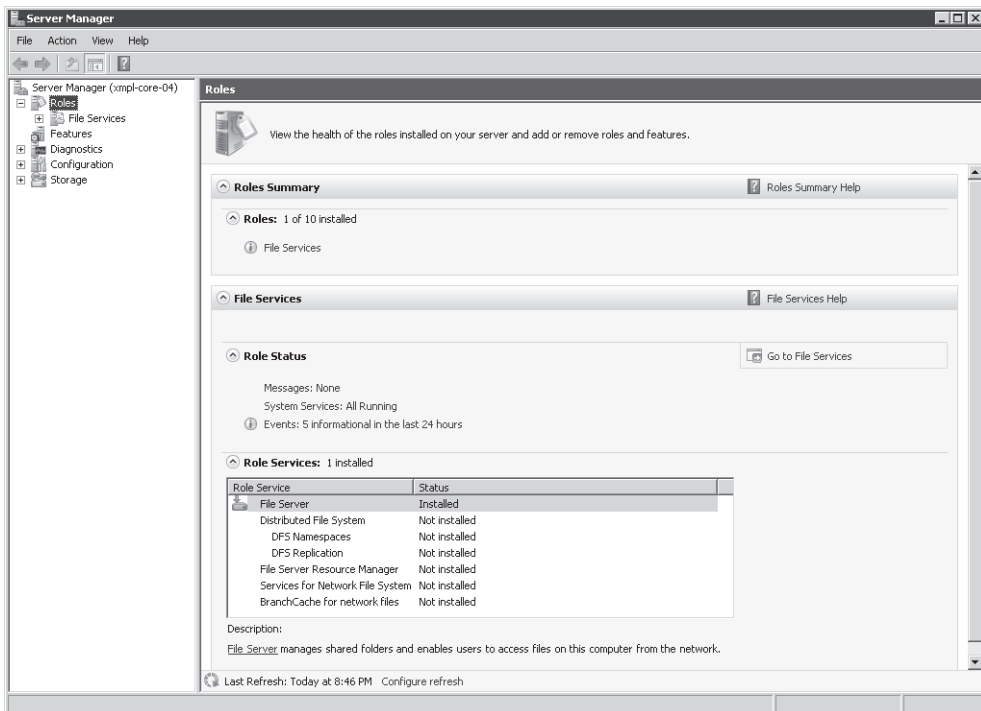 Server Manager
File Action View Help
Server Manager (xmpl-core-04)
Roles
File Services
Features
Diagnostics
Configuration
Storage
Roles
View the health of the roles installed on your server and add or remove roles and features.
Roles Summary
Roles Summary Help
Roles: 1 of 10 installed
File Services
File Services
File Services Help
Role Status
Go to File Services
Messages: None
System Services: All Running
Events: 5 informational in the last 24 hours
Role Services: 1 installed
Role Service Status
File Server Installed
Distributed File System Not installed
DFS Namespaces Not installed
DFS Replication Not installed
File Server Resource Manager Not installed
Services for Network File System Not installed
BranchCache for network files Not installed
Description:
File Server manages shared folders and enables users to access files on this computer from the network.
Last Refresh: Today at 8:46 PM Configure refresh